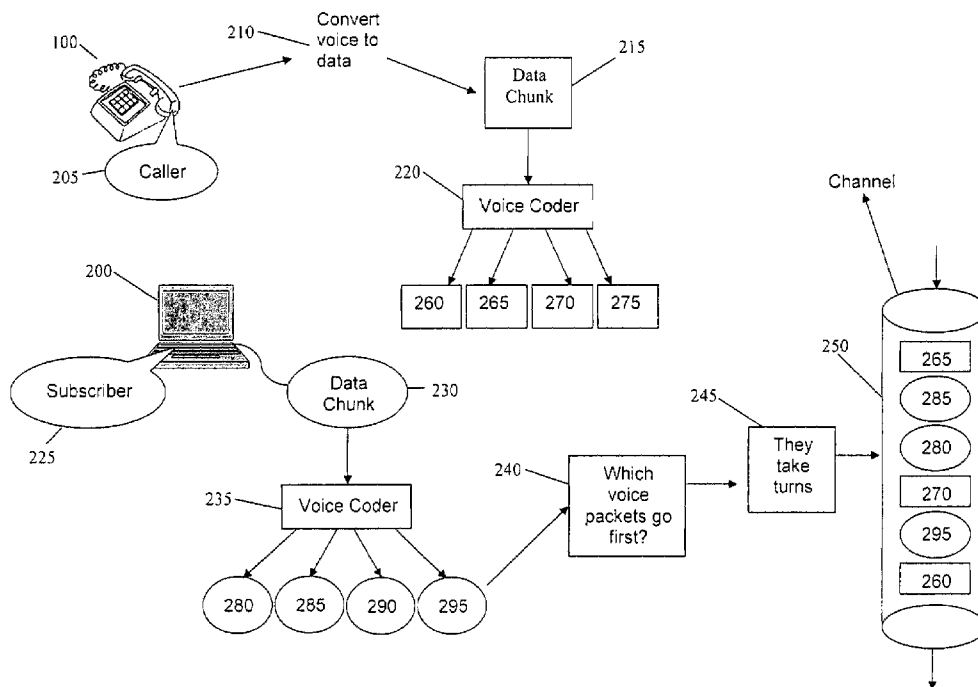 100
210
Convert
voice to
data
215
Data
Chunk
205
Caller
220
Voice Coder
260 265 270 275
Channel
200
Subscriber
225
Data
Chunk
230
235
Voice Coder
280 285 290 295
240
Which
voice
packets go
first?
245
They
take
turns
250
265
285
280
270
295
260